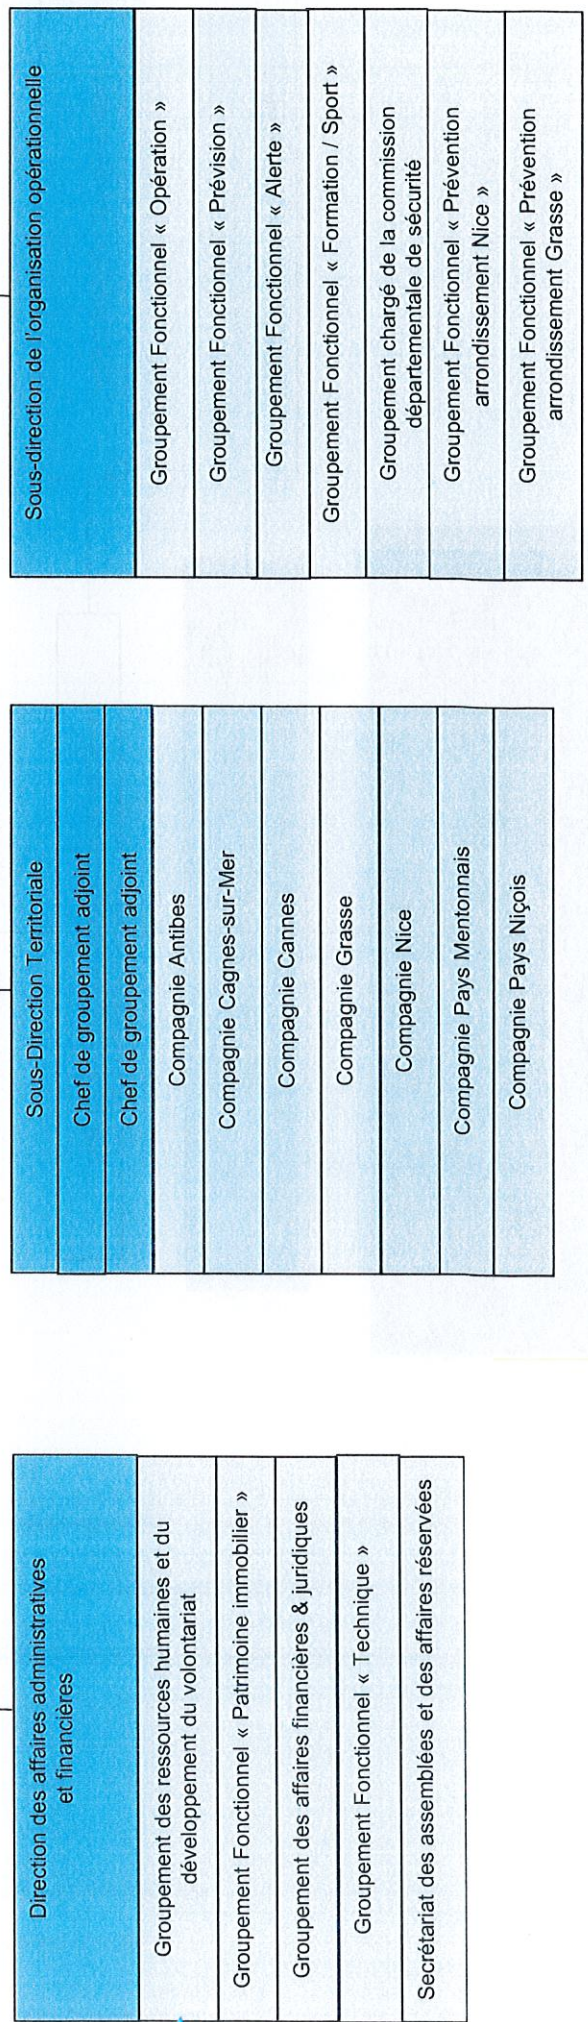 Direction des affaires administratives
et financières
Groupement des ressources humaines et du
développement du volontariat
Groupement Fonctionnel « Patrimoine immobilier »
Groupement des affaires financières & juridiques
Groupement Fonctionnel « Technique »
Secrétariat des assemblées et des affaires réservées
Sous-Direction Territoriale
Chef de groupement adjoint
Chef de groupement adjoint
Compagnie Antibes
Compagnie Cagnes-sur-Mer
Compagnie Cannes
Compagnie Grasse
Compagnie Nice
Compagnie Pays Mentonnais
Compagnie Pays Niçois
Sous-direction de l'organisation opérationnelle
Groupement Fonctionnel « Opération »
Groupement Fonctionnel « Prévision »
Groupement Fonctionnel « Alerte »
Groupement Fonctionnel « Formation / Sport »
Groupement chargé de la commission
départementale de sécurité
Groupement Fonctionnel « Prévention
arrondissement Nice »
Groupement Fonctionnel « Prévention
arrondissement Grasse »